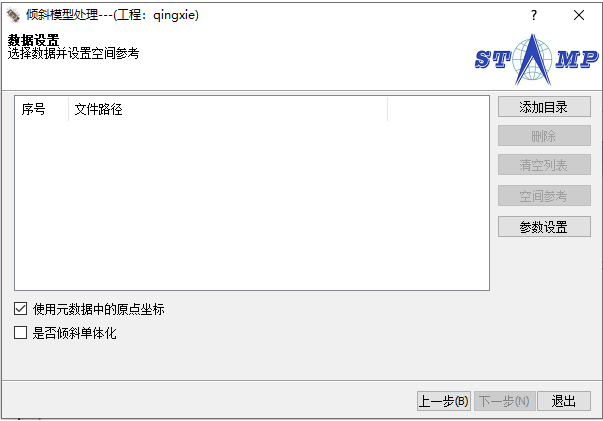 倾斜模型处理---(工程：qingxie)
?
数据设置
选择数据并设置空间参考
STAMP
序号 文件路径
添加目录
删除
清空列表
空间参考
参数设置
使用元数据中的原点坐标
是否倾斜单体化
上一步(B) 下一步(N) 退出